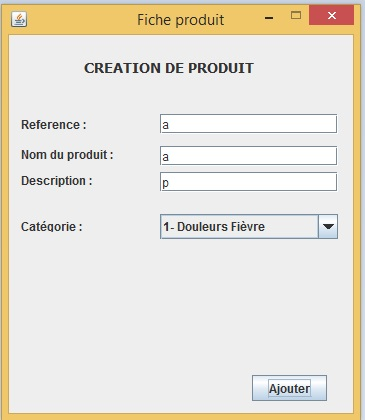 Fiche produit
CREATION DE PRODUIT
Reference : a
Nom du produit : a
Description : p
Catégorie : 1- Douleurs Fièvre
Ajouter